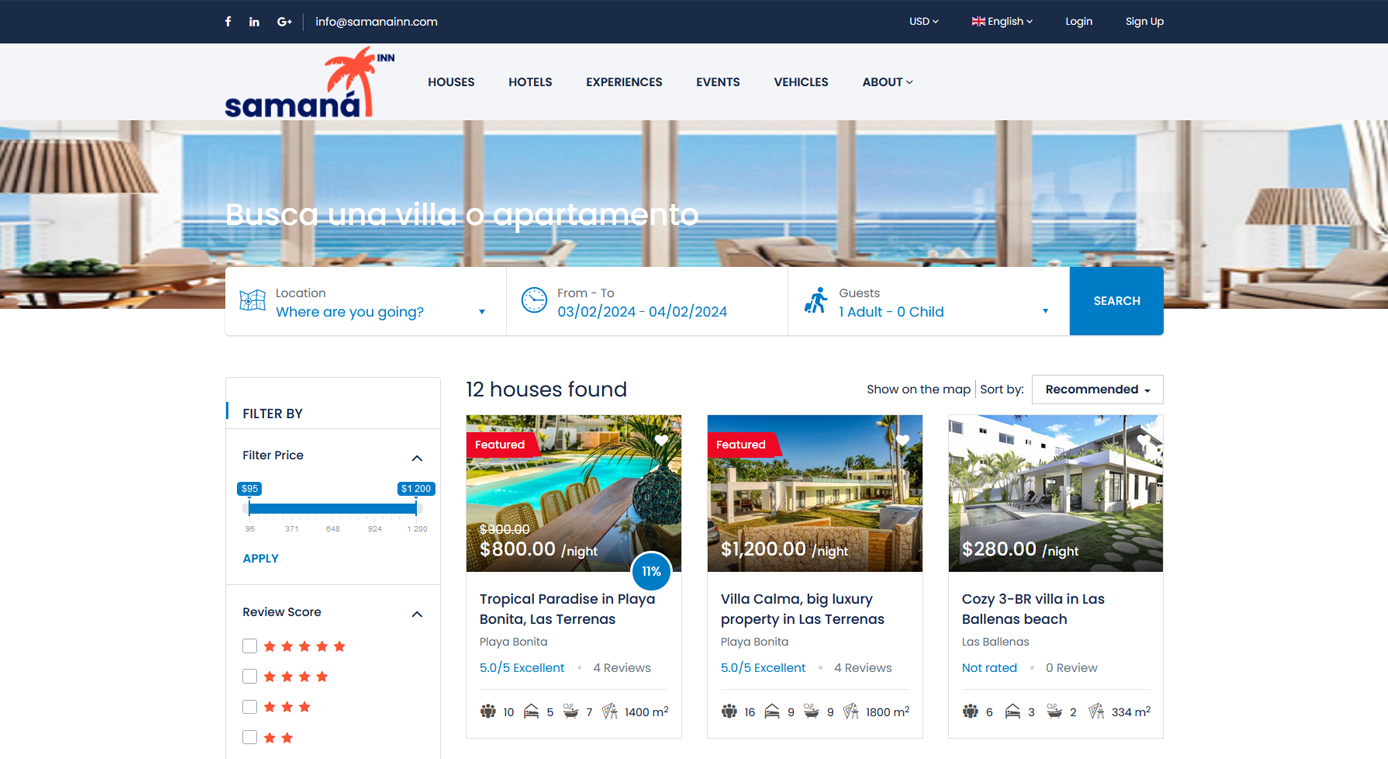 info@samanainn.com
USD
English
Login
Sign Up
samaná INN
HOUSES
HOTELS
EXPERIENCES
EVENTS
VEHICLES
ABOUT
Busca una villa o apartamento
Location
Where are you going?
From - To
03/02/2024 - 04/02/2024
Guests
1 Adult - 0 Child
SEARCH
FILTER BY
Filter Price
$95
$1 200
95 371 648 924 1 200
APPLY
Review Score
12 houses found
Show on the map
Sort by:
Recommended
Featured
$900.00
$800.00 /night
11%
Tropical Paradise in Playa
Bonita, Las Terrenas
Playa Bonita
5.0/5 Excellent
4 Reviews
10 5 7 1400 m²
Featured
$1,200.00 /night
Villa Calma, big luxury
property in Las Terrenas
Playa Bonita
5.0/5 Excellent
4 Reviews
16 9 9 1800 m²
$280.00 /night
Cozy 3-BR villa in Las
Ballenas beach
Las Ballenas
Not rated
0 Review
6 3 2 334 m²